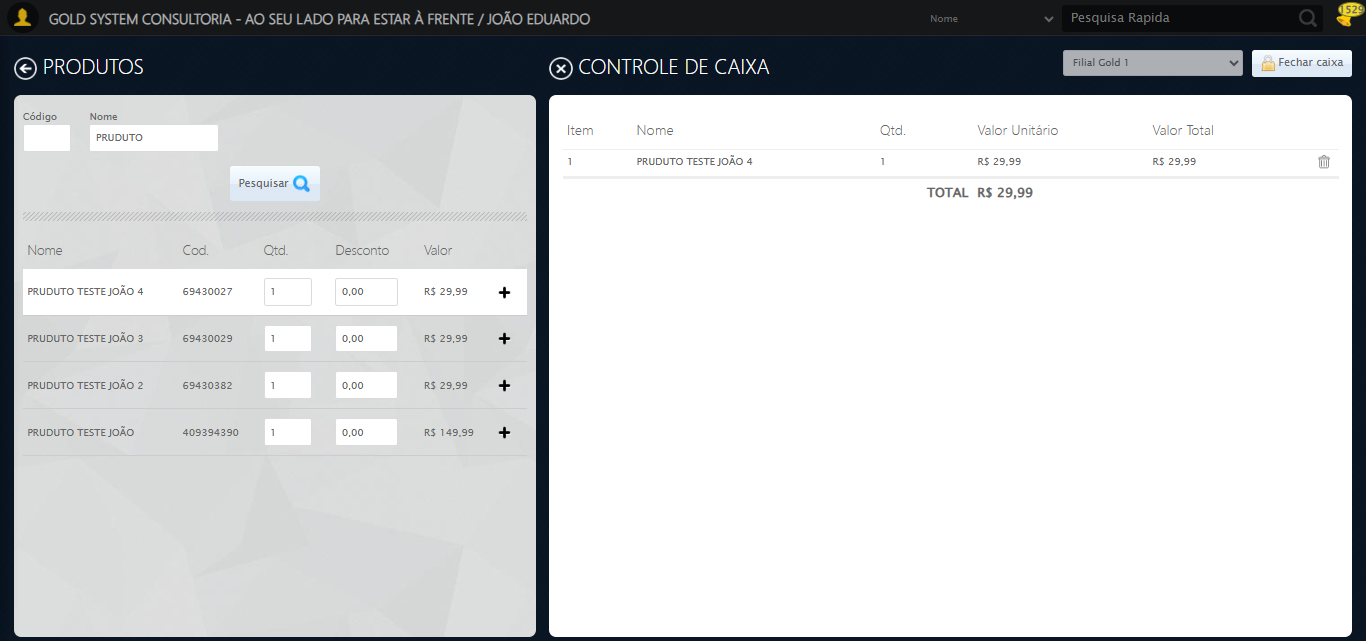 GOLD SYSTEM CONSULTORIA - AO SEU LADO PARA ESTAR À FRENTE / JOÃO EDUARDO
Nome
Pesquisa Rapida
1529
PRODUTOS
Código
Nome
PRUDUTO
Pesquisar
Nome Cod. Qtd. Desconto Valor
PRUDUTO TESTE JOÃO 4 69430027 1 0,00 R$ 29,99
PRUDUTO TESTE JOÃO 3 69430029 1 0,00 R$ 29,99
PRUDUTO TESTE JOÃO 2 69430382 1 0,00 R$ 29,99
PRUDUTO TESTE JOÃO 409394390 1 0,00 R$ 149,99
CONTROLE DE CAIXA
Filial Gold 1
Fechar caixa
Item Nome Qtd. Valor Unitário Valor Total
1 PRUDUTO TESTE JOÃO 4 1 R$ 29,99 R$ 29,99
TOTAL R$ 29,99